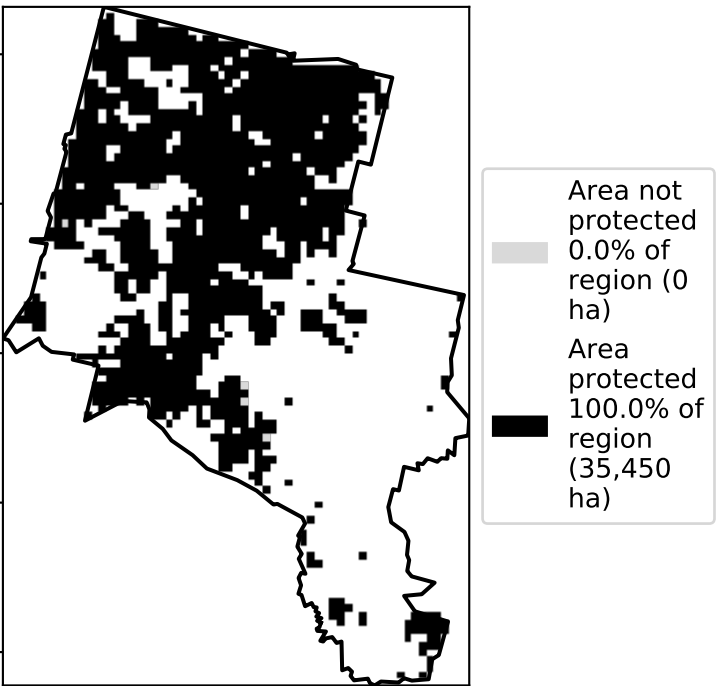 Area not
protected
0.0% of
region (0
ha)
Area
protected
100.0% of
region
(35,450
ha)